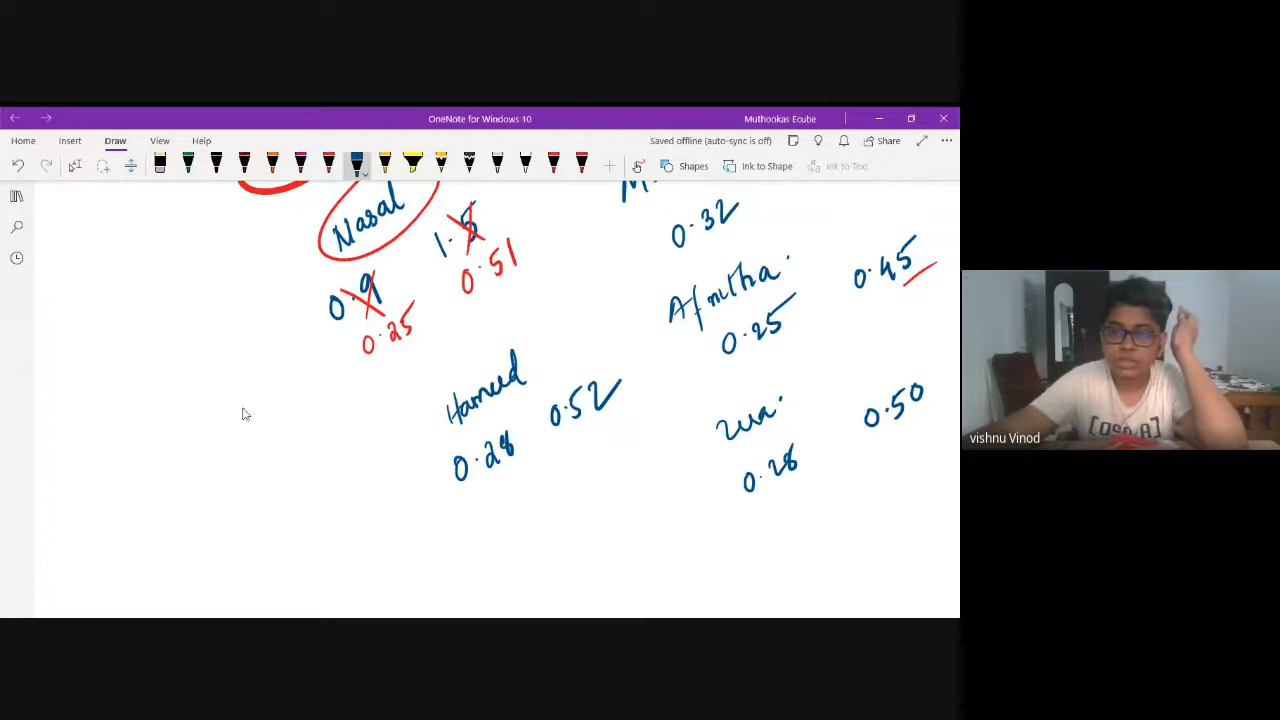 OneNote for Windows 10
Muthookas Ecube
Home Insert Draw View Help
Saved offline (auto-sync is off)
Share
Shapes
Ink to Shape
Ink to Text
Nasal
1.5
0.51
0.9
0.25
0.32
0.45
0.25
Hameed
0.52
0.28
0.50
0.28
[OSAKA]
vishnu Vinod